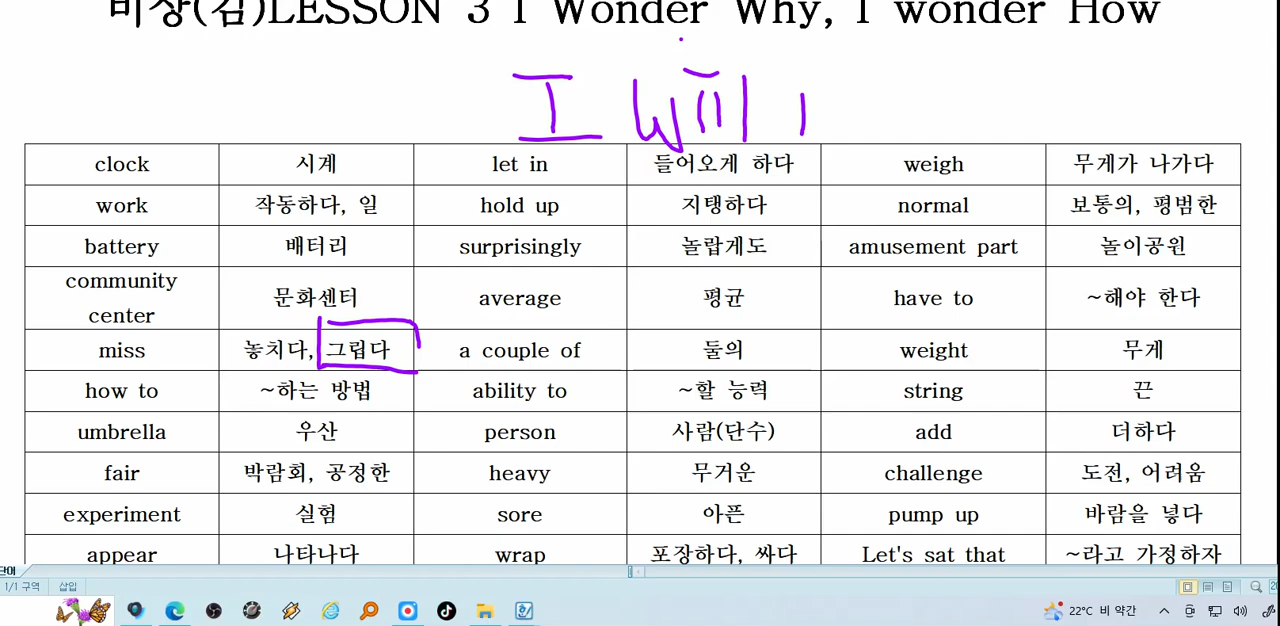 비상(김)LESSON 3 I Wonder Why, I wonder How
I will
clock 시계 let in 들어오게 하다 weigh 무게가 나가다
work 작동하다, 일 hold up 지탱하다 normal 보통의, 평범한
battery 배터리 surprisingly 놀랍게도 amusement part 놀이공원
community center 문화센터 average 평균 have to ~해야 한다
miss 놓치다, 그립다 a couple of 둘의 weight 무게
how to ~하는 방법 ability to ~할 능력 string 끈
umbrella 우산 person 사람(단수) add 더하다
fair 박람회, 공정한 heavy 무거운 challenge 도전, 어려움
experiment 실험 sore 아픈 pump up 바람을 넣다
appear 나타나다 wrap 포장하다, 싸다 Let's sat that ~라고 가정하자
단어
1/1 구역 삽입
22°C 비 약간